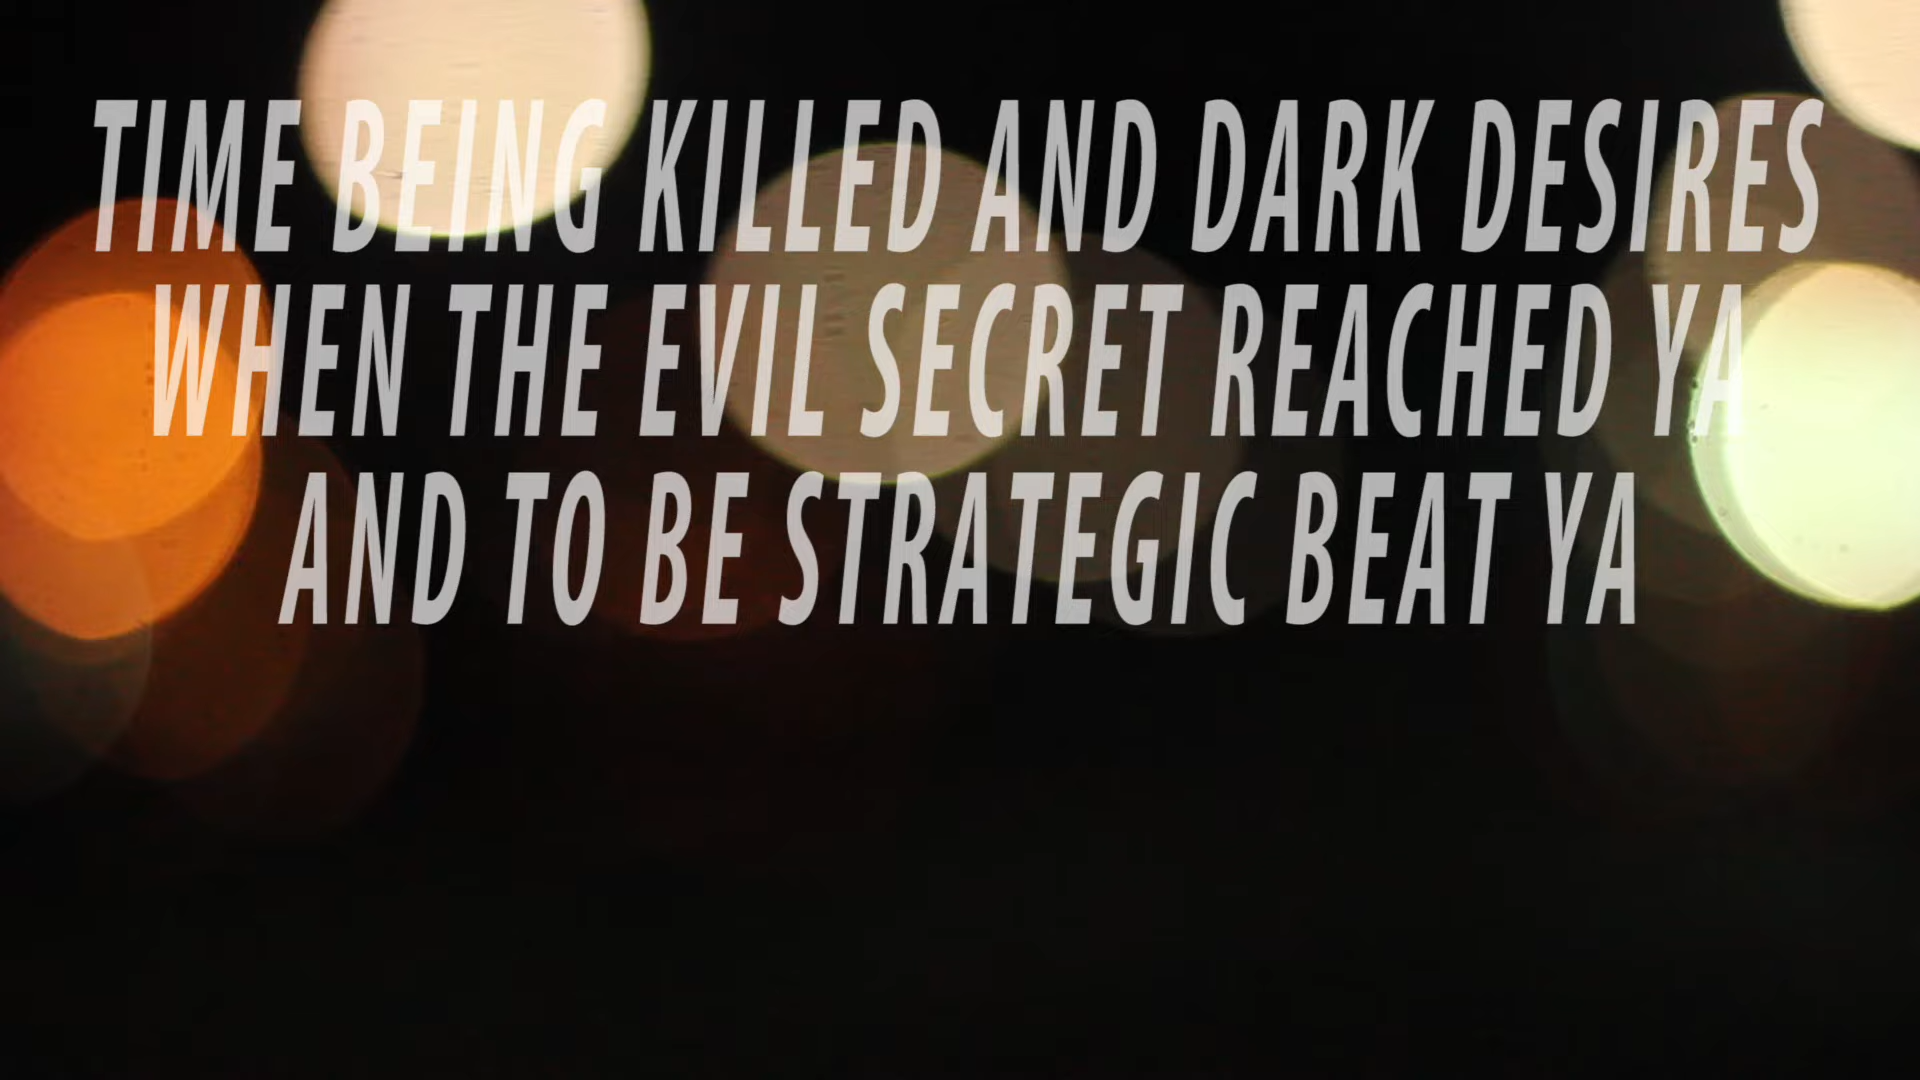 TIME BEING KILLED AND DARK DESIRES
WHEN THE EVIL SECRET REACHED YA
AND TO BE STRATEGIC BEAT YA